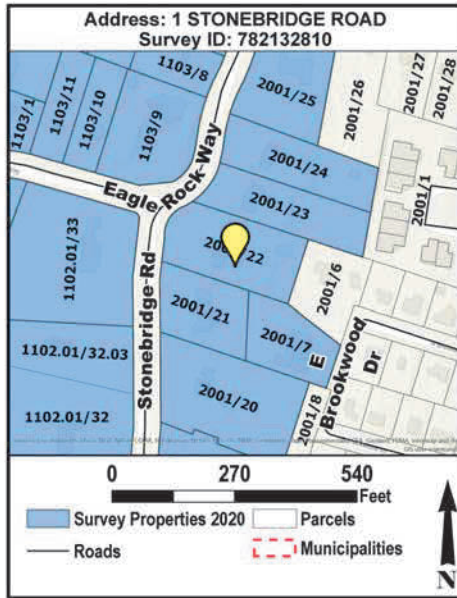 Address: 1 STONEBRIDGE ROAD
Survey ID: 782132810
1103/8
2001/25
2001/26
2001/27
2001/28
1103/1
1103/11
1103/10
1103/9
2001/24
2001/1
Eagle Rock-Way
2001/23
1102.01/33
2001/22
2001/6
Stonebridge-Rd
2001/21
2001/7
E Brookwood Dr
1102.01/32.03
2001/20
2001/8
1102.01/32
0 270 540
Feet
Survey Properties 2020
Parcels
Roads
Municipalities
N